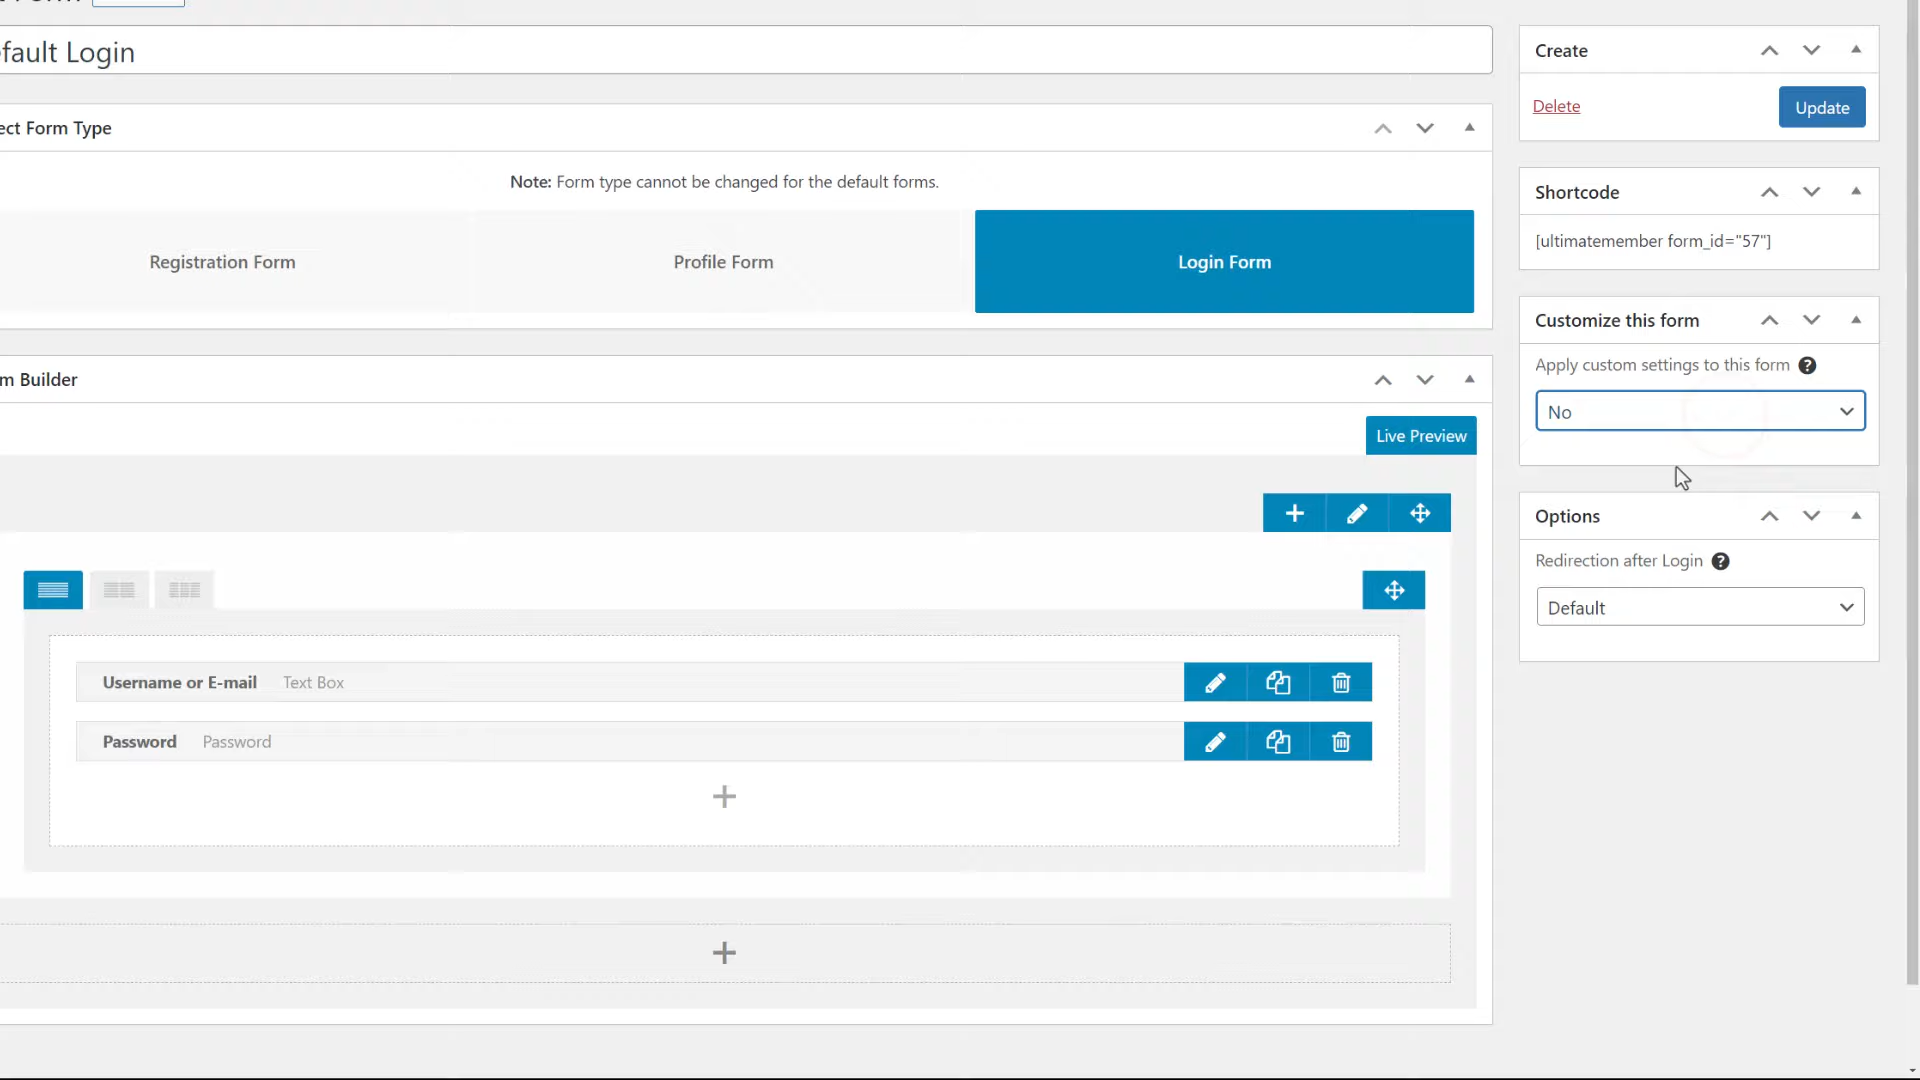 fault Login
Create
Delete
Update
ect Form Type
Note: Form type cannot be changed for the default forms.
Registration Form
Profile Form
Login Form
Shortcode
[ultimatemember form_id="57"]
Customize this form
Apply custom settings to this form
No
m Builder
Live Preview
Options
Redirection after Login
Default
Username or E-mail Text Box
Password Password